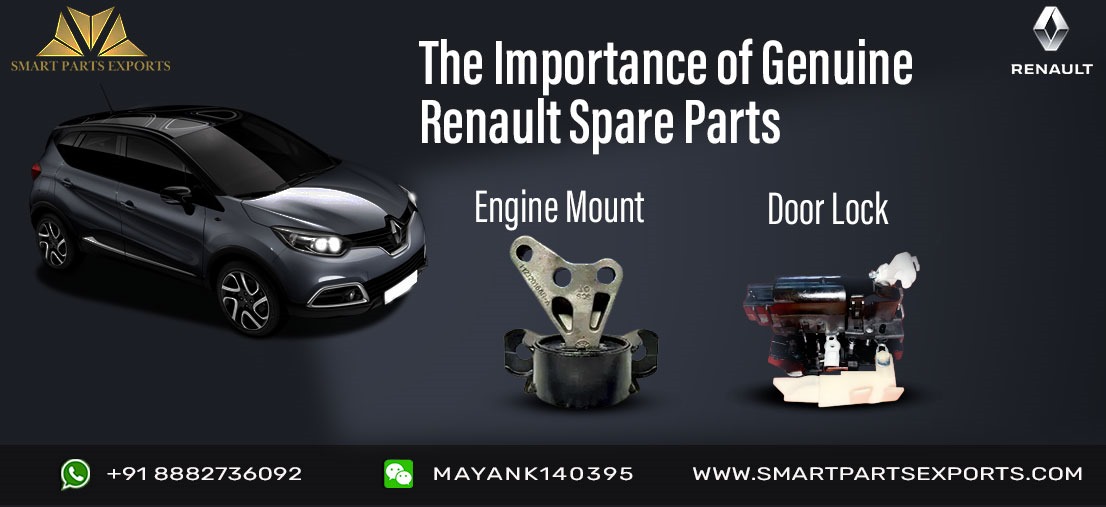 SMART PARTS EXPORTS
The Importance of Genuine
Renault Spare Parts
RENAULT
Engine Mount
Door Lock
+91 8882736092
MAYANK140395
WWW.SMARTPARTSEXPORTS.COM